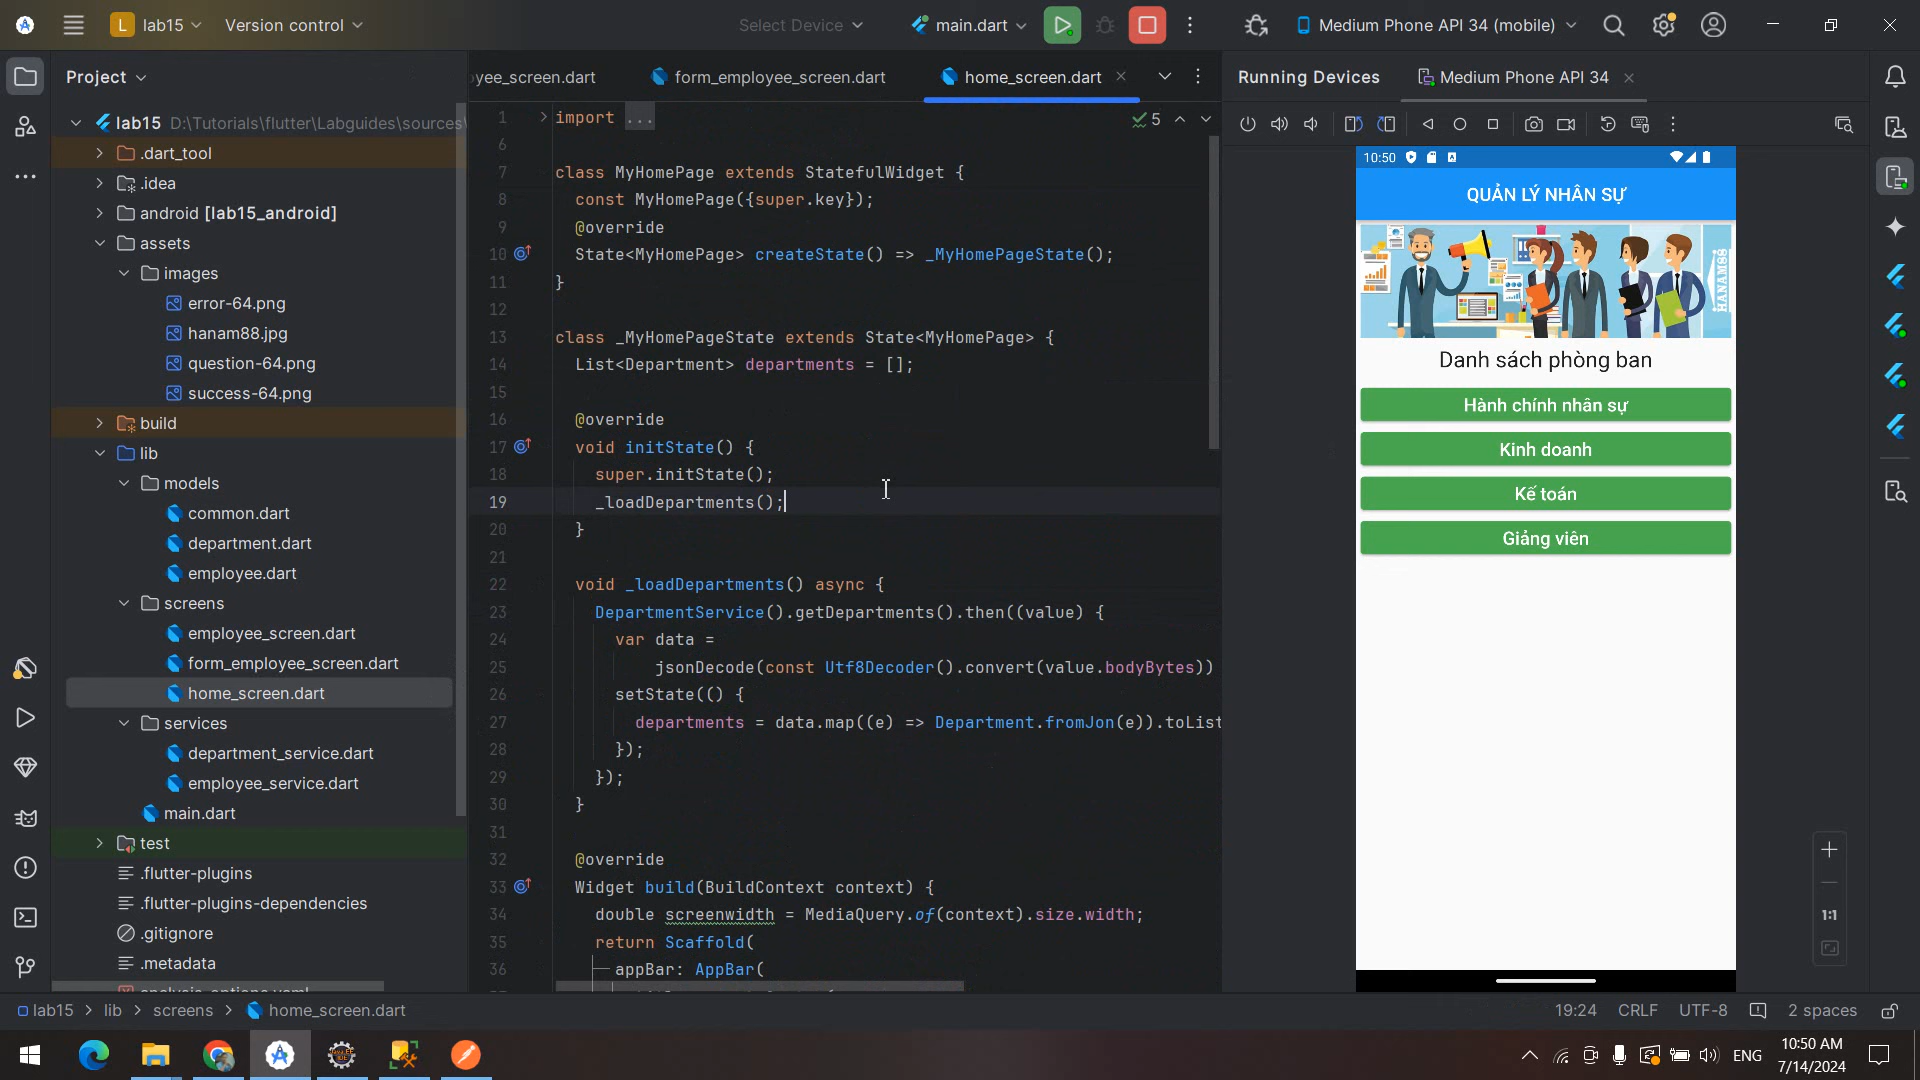 L lab15 Version control Select Device main.dart Medium Phone API 34 (mobile)
Project
yee_screen.dart form_employee_screen.dart home_screen.dart
Running Devices Medium Phone API 34
lab15 D:\Tutorials\flutter\Labguides\sources\
.dart_tool
.idea
android [lab15_android]
assets
images
error-64.png
hanam88.jpg
question-64.png
success-64.png
build
lib
models
common.dart
department.dart
employee.dart
screens
employee_screen.dart
form_employee_screen.dart
home_screen.dart
services
department_service.dart
employee_service.dart
main.dart
test
.flutter-plugins
.flutter-plugins-dependencies
.gitignore
.metadata
5
1 import ...
6
7 class MyHomePage extends StatefulWidget {
8 const MyHomePage({super.key});
9 @override
10 State<MyHomePage> createState() => _MyHomePageState();
11 }
12
13 class _MyHomePageState extends State<MyHomePage> {
14 List<Department> departments = [];
15
16 @override
17 void initState() {
18 super.initState();
19 _loadDepartments();
20 }
21
22 void _loadDepartments() async {
23 DepartmentService().getDepartments().then((value) {
24 var data =
25 jsonDecode(const Utf8Decoder().convert(value.bodyBytes))
26 setState(() {
27 departments = data.map((e) => Department.fromJon(e)).toList
28 });
29 });
30 }
31
32 @override
33 Widget build(BuildContext context) {
34 double screenwidth = MediaQuery.of(context).size.width;
35 return Scaffold(
36 appBar: AppBar(
10:50
QUẢN LÝ NHÂN SỰ
HANAM88
Danh sách phòng ban
Hành chính nhân sự
Kinh doanh
Kế toán
Giảng viên
1:1
lab15 > lib > screens > home_screen.dart
19:24 CRLF UTF-8 2 spaces
ENG
10:50 AM
7/14/2024